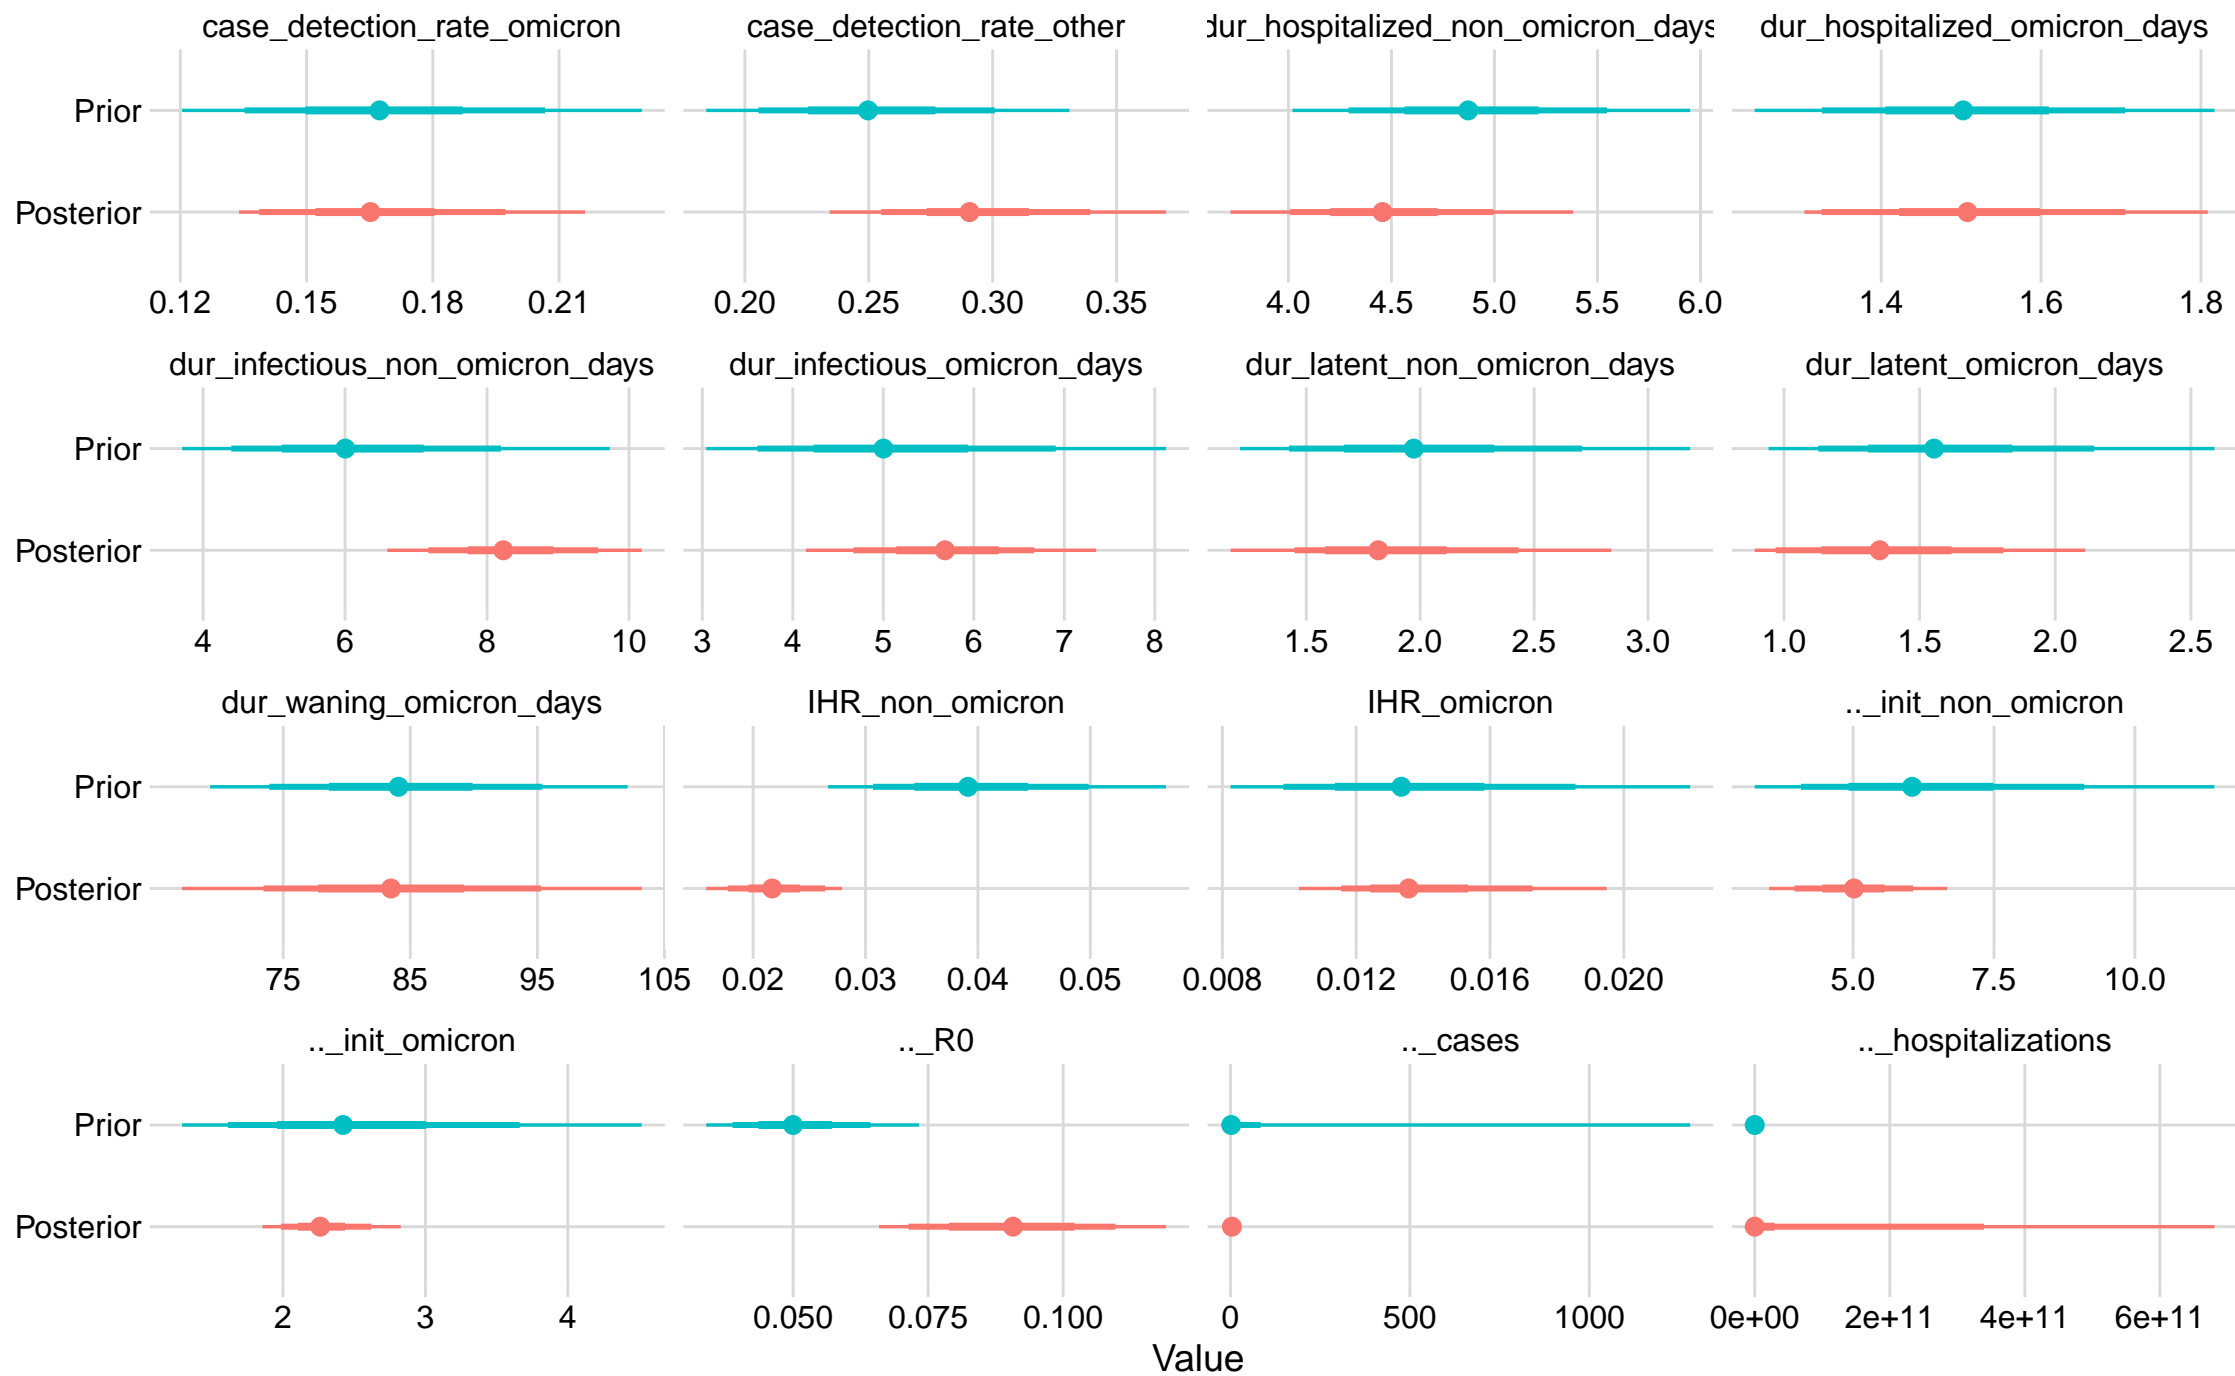 case_detection_rate_omicron case_detection_rate_other dur_hospitalized_non_omicron_days dur_hospitalized_omicron_days
Prior
Posterior
0.12 0.15 0.18 0.21 0.20 0.25 0.30 0.35 4.0 4.5 5.0 5.5 6.0 1.4 1.6 1.8
dur_infectious_non_omicron_days dur_infectious_omicron_days dur_latent_non_omicron_days dur_latent_omicron_days
Prior
Posterior
4 6 8 10 3 4 5 6 7 8 1.5 2.0 2.5 3.0 1.0 1.5 2.0 2.5
dur_waning_omicron_days IHR_non_omicron IHR_omicron .._init_non_omicron
Prior
Posterior
75 85 95 105 0.02 0.03 0.04 0.05 0.008 0.012 0.016 0.020 5.0 7.5 10.0
.._init_omicron .._R0 .._cases .._hospitalizations
Prior
Posterior
2 3 4 0.050 0.075 0.100 0 500 1000 0e+00 2e+11 4e+11 6e+11
Value